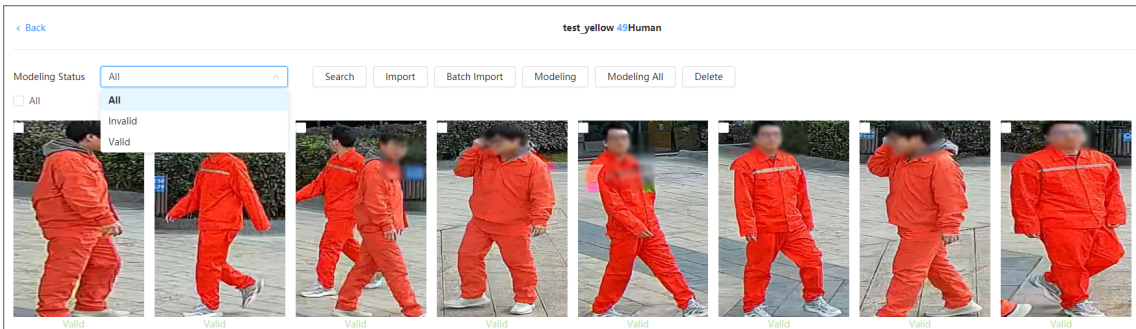 < Back
test_yellow 49Human
Modeling Status All Search Import Batch Import Modeling Modeling All Delete
All
All
Invalid
Valid
Valid Valid Valid Valid Valid Valid Valid Valid